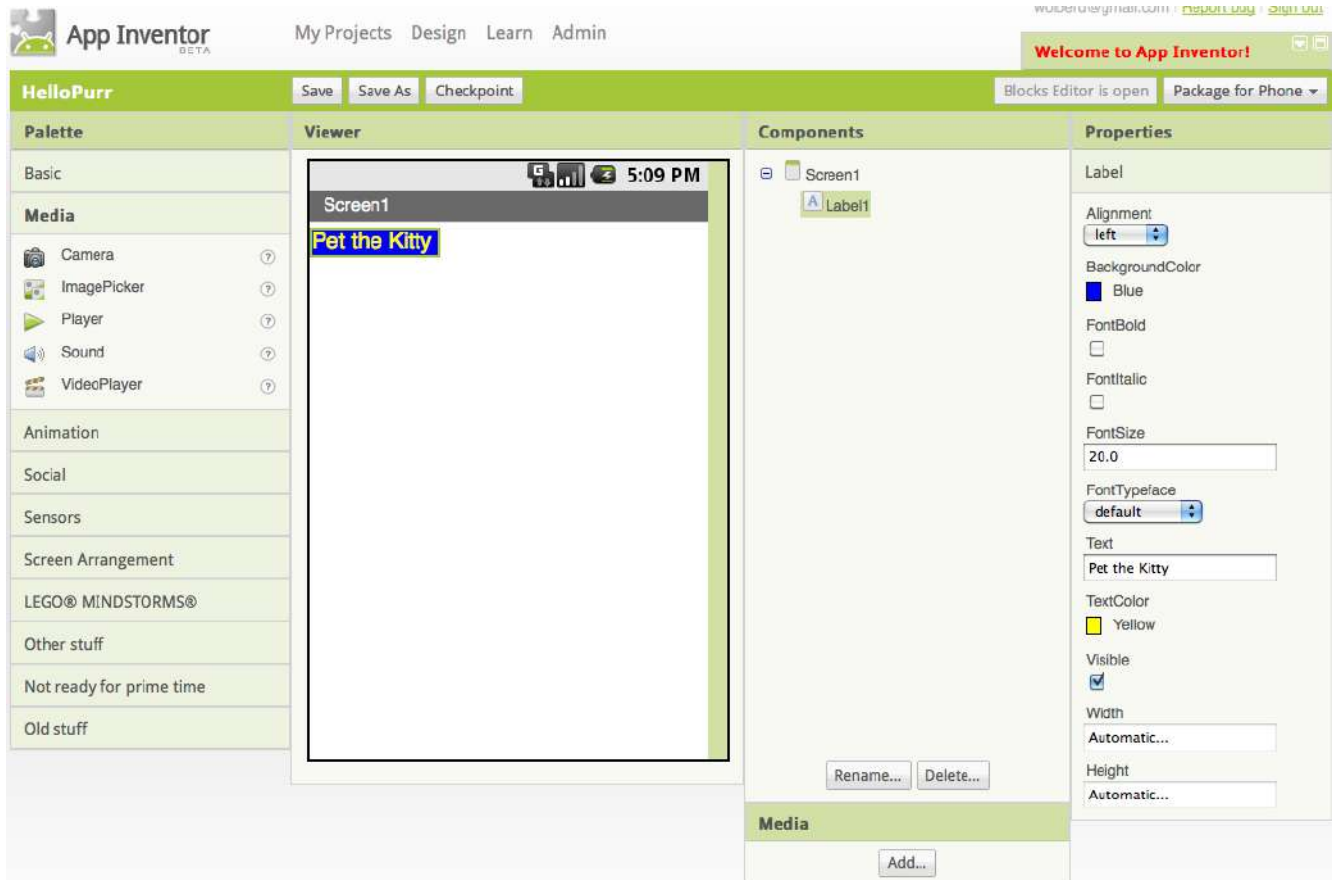 Report Bug | Sign Out
App Inventor
BETA
My Projects Design Learn Admin
Welcome to App Inventor!
HelloPurr
Save Save As Checkpoint
Blocks Editor is open Package for Phone
Palette
Basic
Media
Camera
ImagePicker
Player
Sound
VideoPlayer
Animation
Social
Sensors
Screen Arrangement
LEGO® MINDSTORMS®
Other stuff
Not ready for prime time
Old stuff
Viewer
5:09 PM
Screen1
Pet the Kitty
Components
Screen1
A Label1
Rename... Delete...
Media
Add...
Properties
Label
Alignment
left
BackgroundColor
Blue
FontBold
FontItalic
FontSize
20.0
FontTypeface
default
Text
Pet the Kitty
TextColor
Yellow
Visible
Width
Automatic...
Height
Automatic...